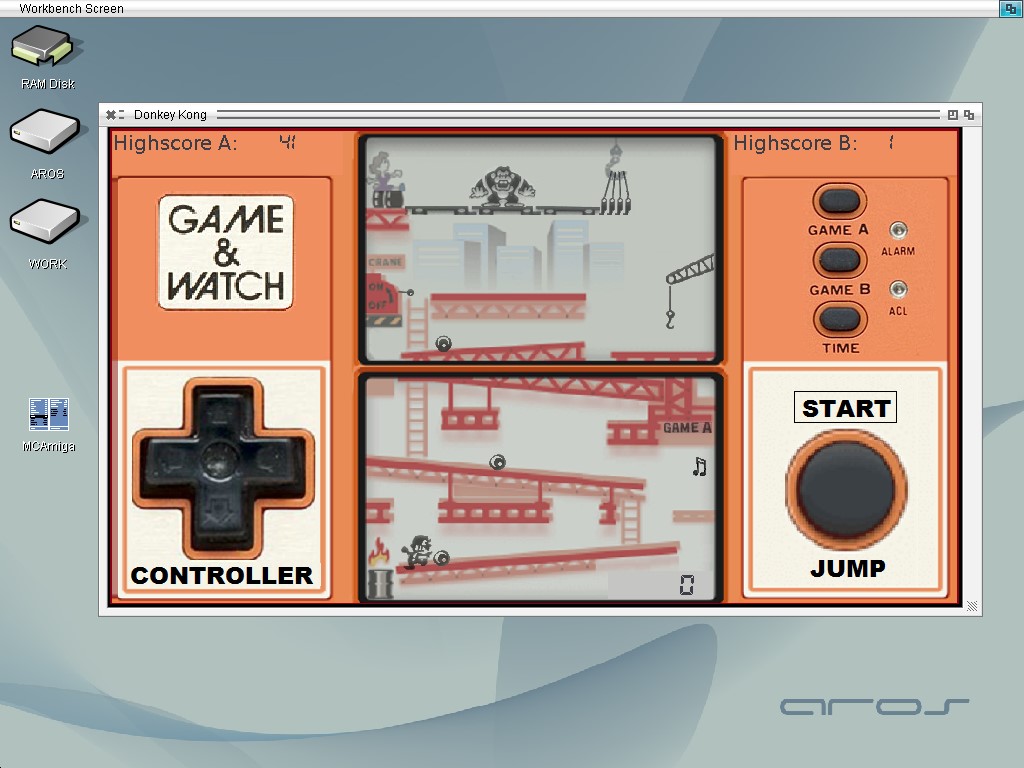 Workbench Screen
RAM Disk
AROS
WORK
MCAmiga
Donkey Kong
Highscore A: 41
Highscore B: 1
GAME
&
WATCH
CRANE
ON
OFF
GAME A
ALARM
GAME B
ACL
TIME
GAME A
0
CONTROLLER
START
JUMP
aros